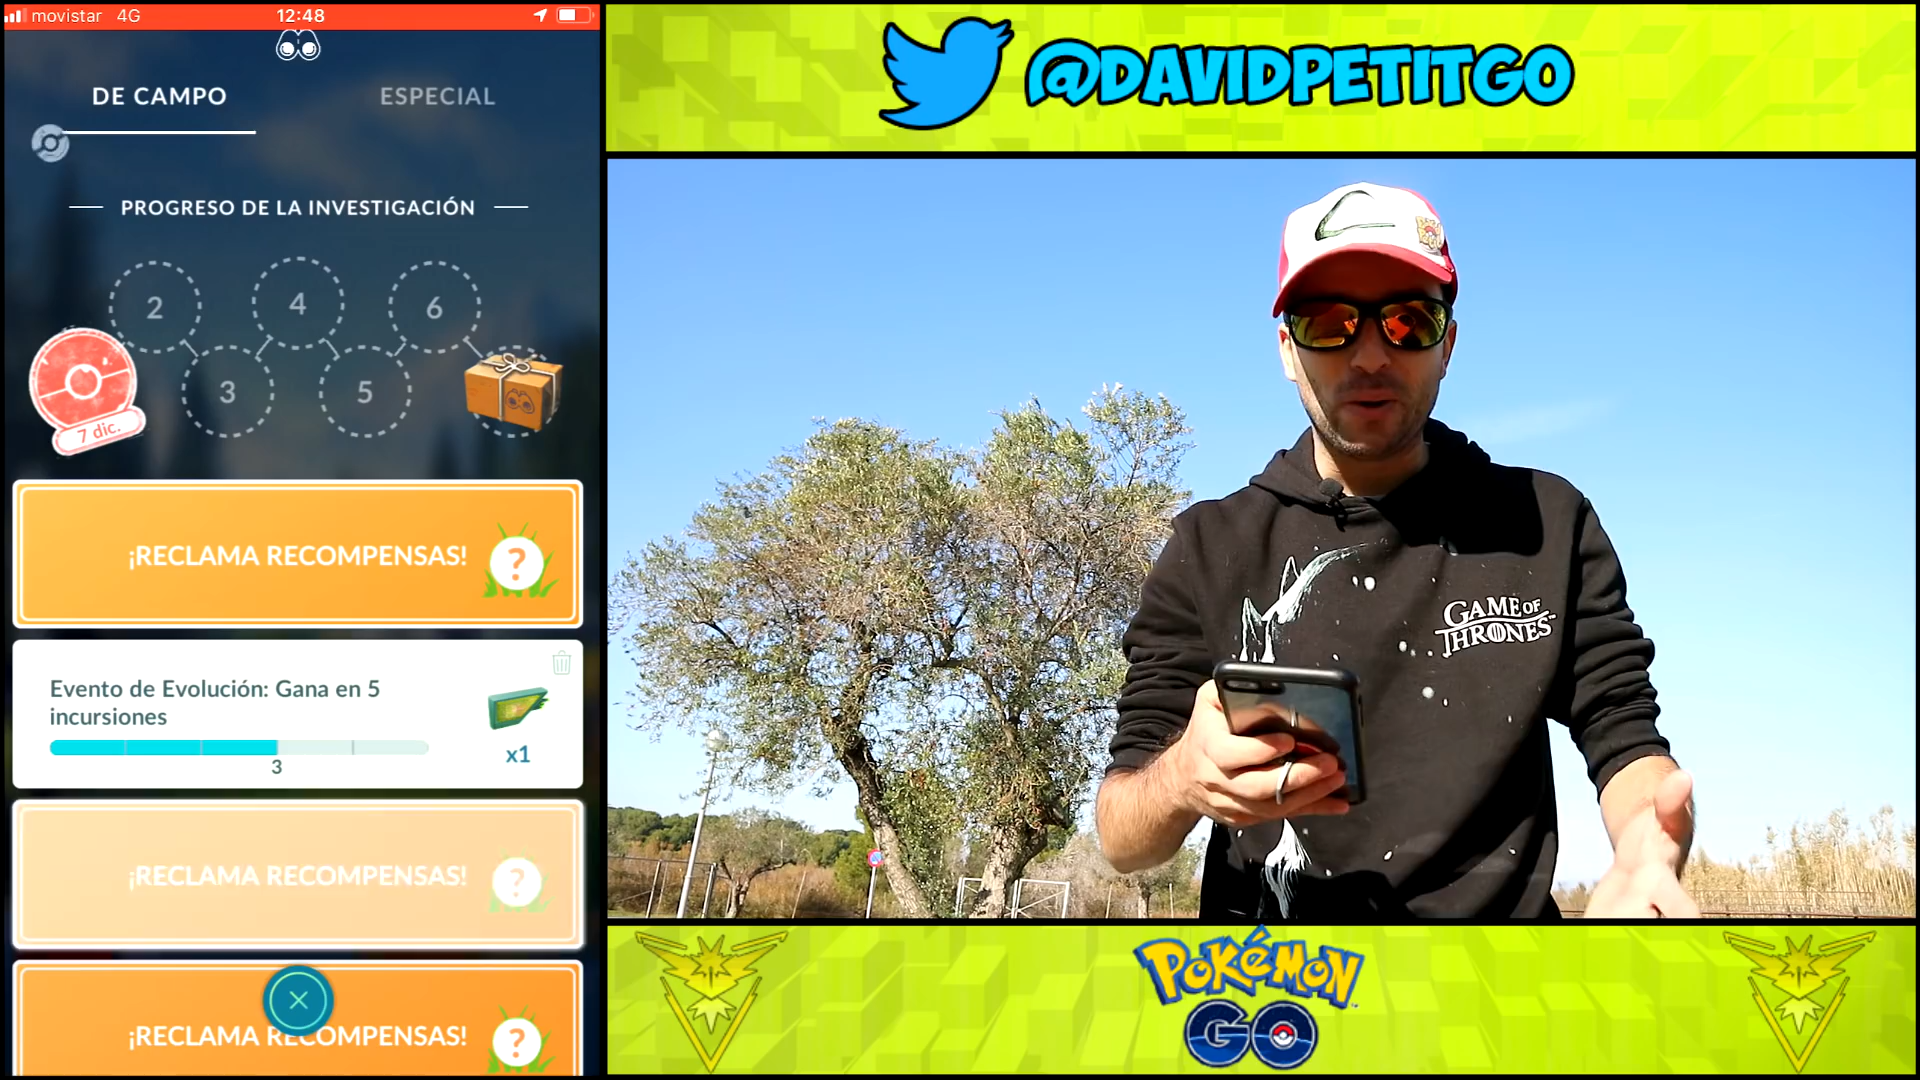 movistar 4G
12:48
DE CAMPO
ESPECIAL
PROGRESO DE LA INVESTIGACIÓN
2
4
6
3
5
7 dic.
¡RECLAMA RECOMPENSAS!
?
Evento de Evolución: Gana en 5
incursiones
3
x1
¡RECLAMA RECOMPENSAS!
?
¡RECLAMA RECOMPENSAS!
?
@DAVIDPETITGO
GAME OF
THRONES
POKÉMON
GO